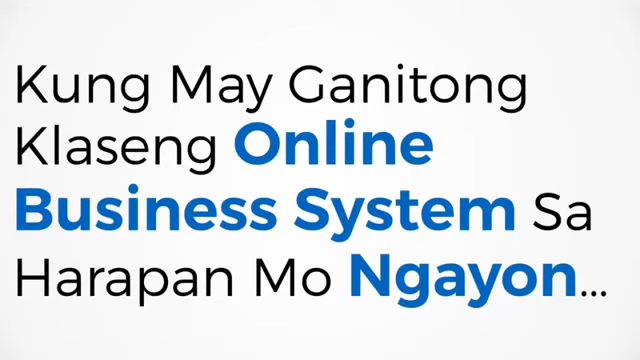 Kung May Ganitong
Klaseng Online
Business System Sa
Harapan Mo Ngayon...